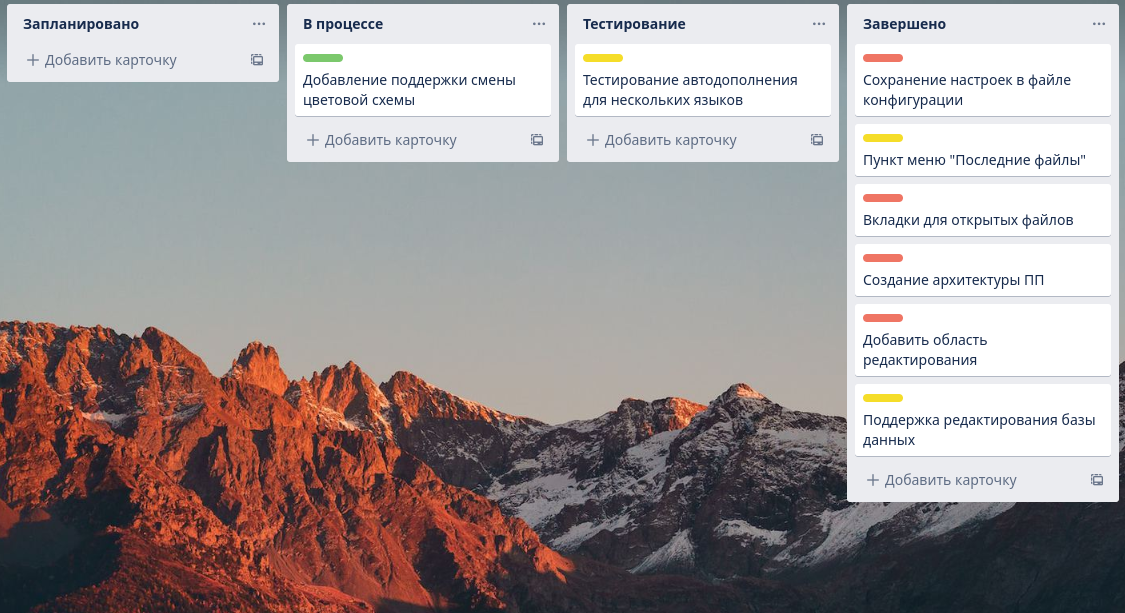 Запланировано
Добавить карточку
В процессе
Добавление поддержки смены
цветовой схемы
Добавить карточку
Тестирование
Тестирование автодополнения
для нескольких языков
Добавить карточку
Завершено
Сохранение настроек в файле
конфигурации
Пункт меню "Последние файлы"
Вкладки для открытых файлов
Создание архитектуры ПП
Добавить область
редактирования
Поддержка редактирования базы
данных
Добавить карточку